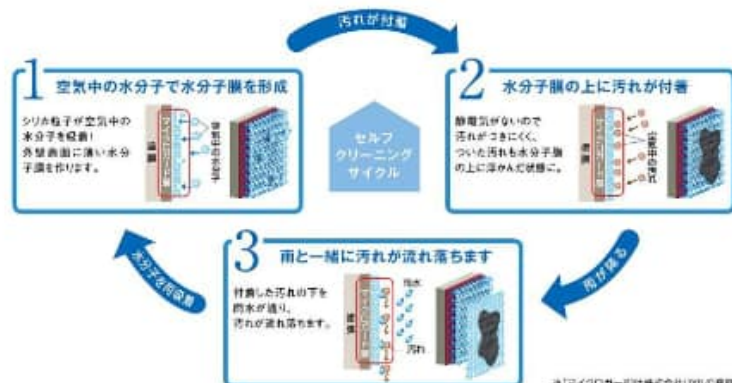 汚れが付着
1 空気中の水分子で水分子膜を形成
シリカ粒子が空気中の
水分子を吸着!
外壁表面に薄い水分
子膜を作ります。
空気中の水分子
セルフ
クリーニング
サイクル
2 水分子膜の上に汚れが付着
静電気がないので
汚れがつきにくく、
ついた汚れも水分子膜
の上に浮かんだ状態に。
空気中の汚れ
雨が降る
3 雨と一緒に汚れが流れ落ちます
付着した汚れの下を
雨水が通り、
汚れが流れ落ちます。
雨水
汚れ
水分子を再吸着